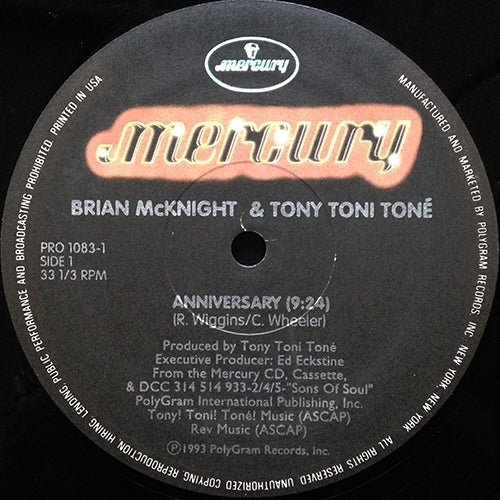 mercury
mercury
BRIAN McKNIGHT & TONY TONI TONÉ
PRO 1083-1
SIDE 1
33 1/3 RPM
ANNIVERSARY (9:24)
(R. Wiggins/C. Wheeler)
Produced by Tony Toni Toné
Executive Producer: Ed Eckstine
From the Mercury CD, Cassette,
& DCC 314 514 933-2/4/5-"Sons Of Soul"
PolyGram International Publishing, Inc.
Tony! Toni! Toné! Music (ASCAP)
Rev Music (ASCAP)
Ⓟ1993 PolyGram Records, Inc.
MANUFACTURED AND MARKETED BY POLYGRAM RECORDS INC. NEW YORK, NEW YORK. ALL RIGHTS RESERVED. UNAUTHORIZED COPYING, REPRODUCTION, HIRING, LENDING, PUBLIC PERFORMANCE AND BROADCASTING PROHIBITED. PRINTED IN USA